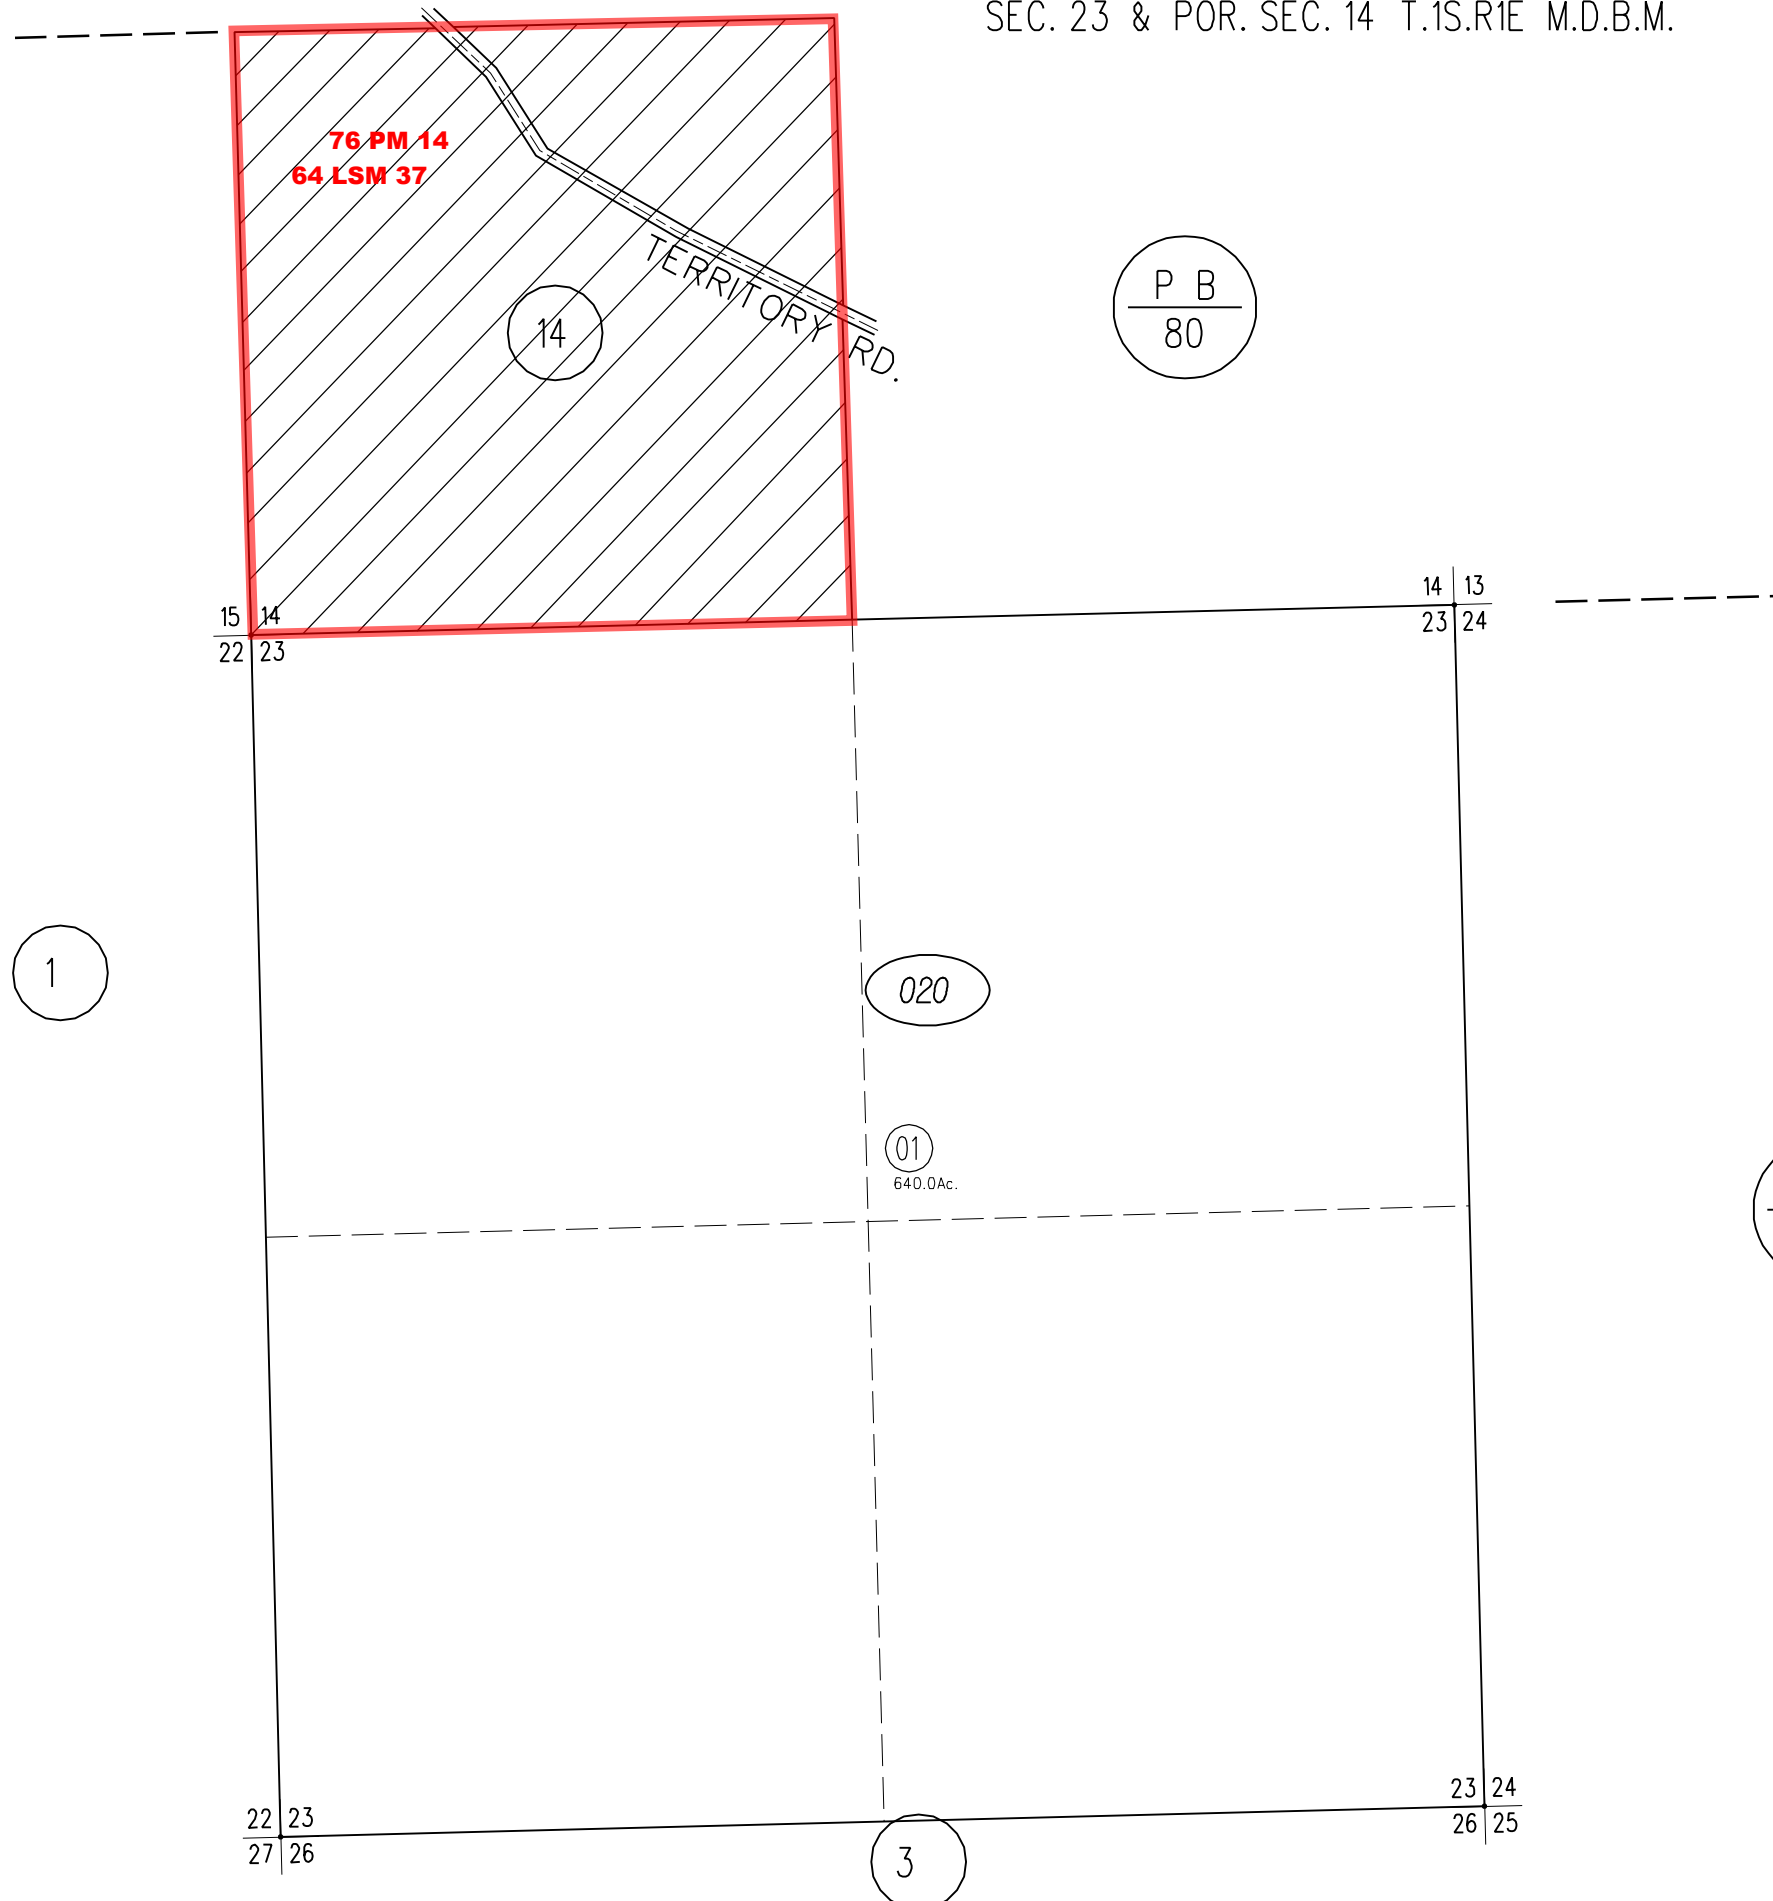 SEC. 23 & POR. SEC. 14 T.1S.R1E M.D.B.M.
76 PM 14
64 LSM 37
TERRITORY RD.
14
P B
80
15 14
22 23
14 13
23 24
1
020
01
640.0Ac.
22 23
27 26
23 24
26 25
3